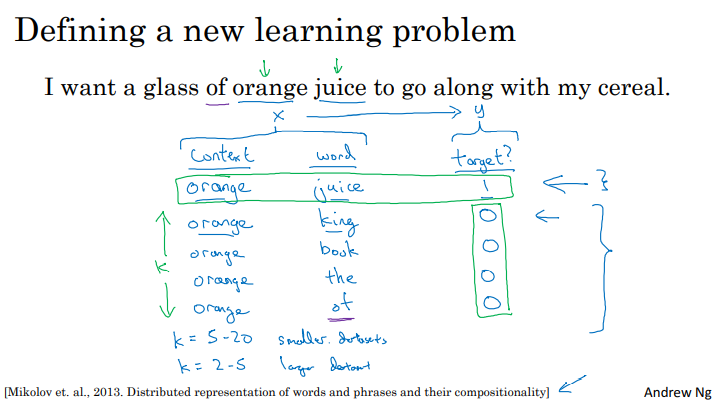 Defining a new learning problem
I want a glass of orange juice to go along with my cereal.
x y
context word target?
orange juice 1
orange king 0
orange book 0
orange the 0
orange of 0
k
k = 5-20 smaller datasets
k = 2-5 larger dataset
[Mikolov et. al., 2013. Distributed representation of words and phrases and their compositionality]
Andrew Ng